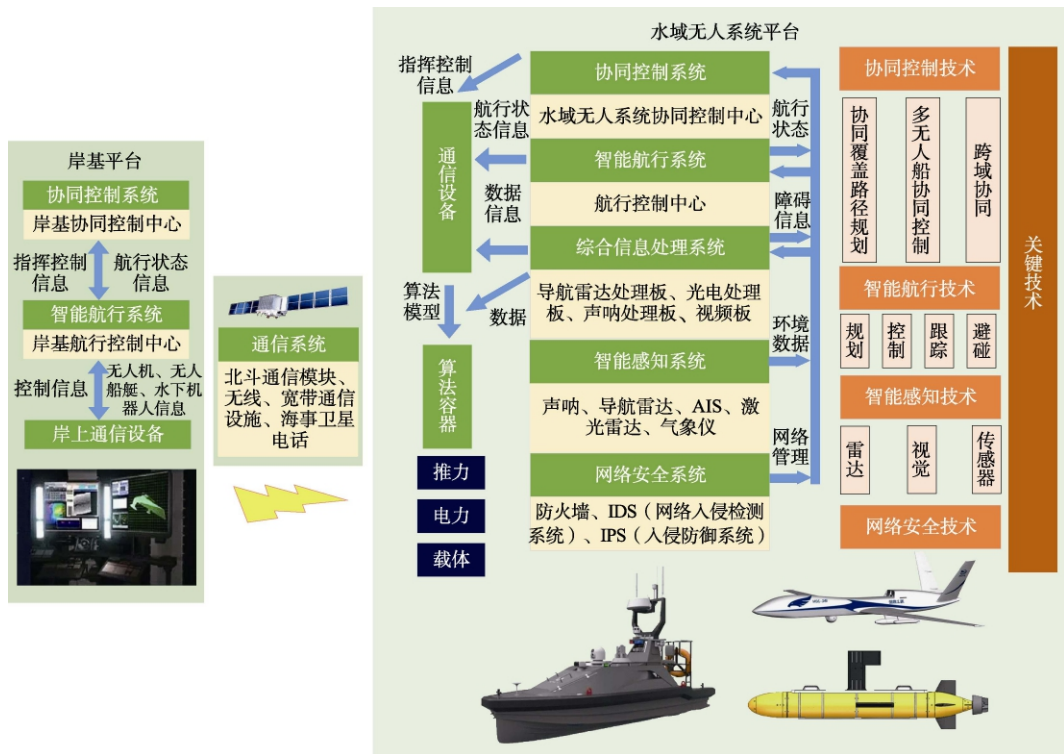 岸基平台
协同控制系统
岸基协同控制中心
指挥控制
信息
航行状态
信息
智能航行系统
岸基航行控制中心
控制信息
无人机、无人
船艇、水下机
器人信息
岸上通信设备
通信系统
北斗通信模块、
无线、宽带通信
设施、海事卫星
电话
水域无人系统平台
指挥控制
信息
航行状
态信息
通信设备
数据
信息
算法
模型
数据
算法容器
推力
电力
载体
协同控制系统
水域无人系统协同控制中心
智能航行系统
航行控制中心
综合信息处理系统
导航雷达处理板、光电处理
板、声呐处理板、视频板
智能感知系统
声呐、导航雷达、AIS、激
光雷达、气象仪
网络安全系统
防火墙、IDS（网络入侵检测
系统）、IPS（入侵防御系统）
航行
状态
障碍
信息
环境
数据
网络
管理
协同控制技术
协同覆盖路径规划
多无人船协同控制
跨域协同
智能航行技术
规划
控制
跟踪
避碰
智能感知技术
雷达
视觉
传感器
网络安全技术
关键技术